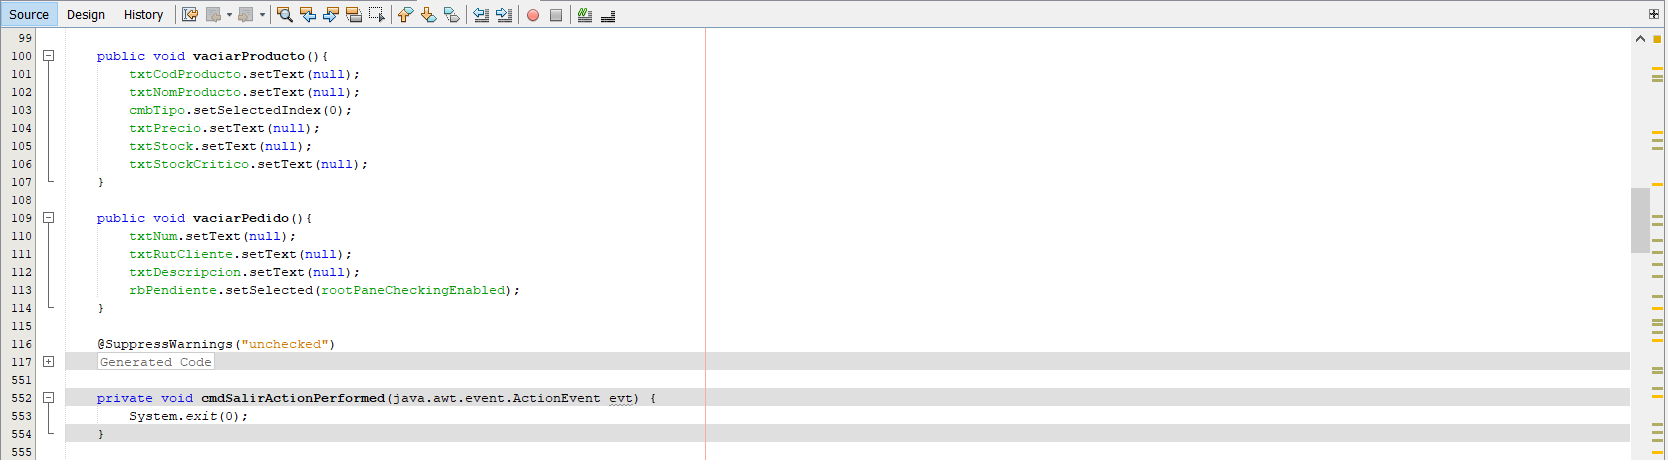 Source Design History
99
100 public void vaciarProducto(){
101 txtCodProducto.setText(null);
102 txtNomProducto.setText(null);
103 cmbTipo.setSelectedIndex(0);
104 txtPrecio.setText(null);
105 txtStock.setText(null);
106 txtStockCritico.setText(null);
107 }
108
109 public void vaciarPedido(){
110 txtNum.setText(null);
111 txtRutCliente.setText(null);
112 txtDescripcion.setText(null);
113 rbPendiente.setSelected(rootPaneCheckingEnabled);
114 }
115
116 @SuppressWarnings("unchecked")
117 Generated Code
551
552 private void cmdSalirActionPerformed(java.awt.event.ActionEvent evt) {
553 System.exit(0);
554 }
555